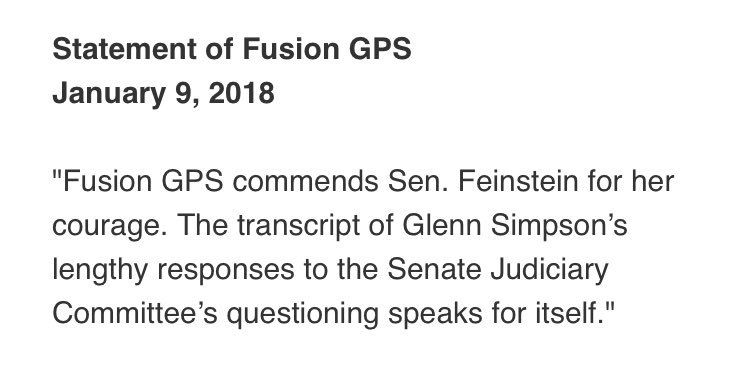 Statement of Fusion GPS
January 9, 2018
"Fusion GPS commends Sen. Feinstein for her
courage. The transcript of Glenn Simpson’s
lengthy responses to the Senate Judiciary
Committee’s questioning speaks for itself."